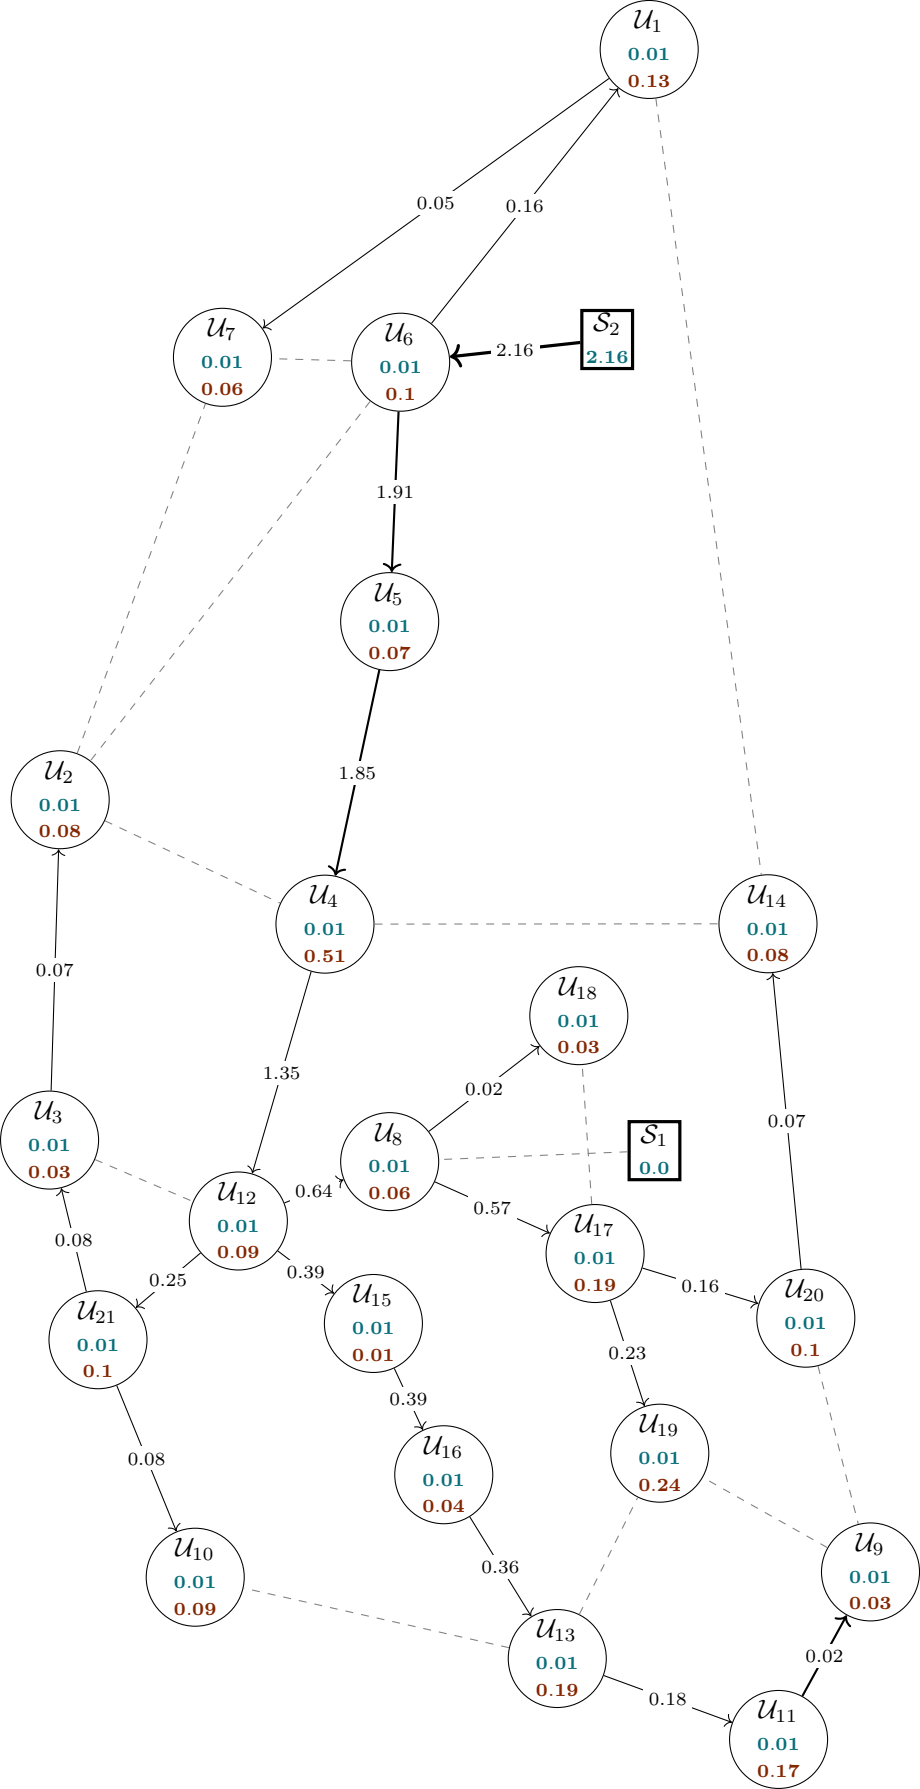 𝒰₁
0.01
0.13
0.05
0.16
𝒰₇
0.01
0.06
𝒰₆
0.01
0.1
2.16
𝒮₂
2.16
1.91
𝒰₅
0.01
0.07
1.85
𝒰₂
0.01
0.08
𝒰₄
0.01
0.51
𝒰₁₄
0.01
0.08
0.07
𝒰₁₈
0.01
0.03
1.35
0.02
0.07
𝒰₃
0.01
0.03
𝒰₈
0.01
0.06
𝒮₁
0.0
𝒰₁₂
0.01
0.09
0.64
0.57
𝒰₁₇
0.01
0.19
0.08
0.25
0.39
0.16
𝒰₂₁
0.01
0.1
𝒰₁₅
0.01
0.01
𝒰₂₀
0.01
0.1
0.23
0.39
0.08
𝒰₁₆
0.01
0.04
𝒰₁₉
0.01
0.24
𝒰₁₀
0.01
0.09
0.36
𝒰₉
0.01
0.03
𝒰₁₃
0.01
0.19
0.02
0.18
𝒰₁₁
0.01
0.17